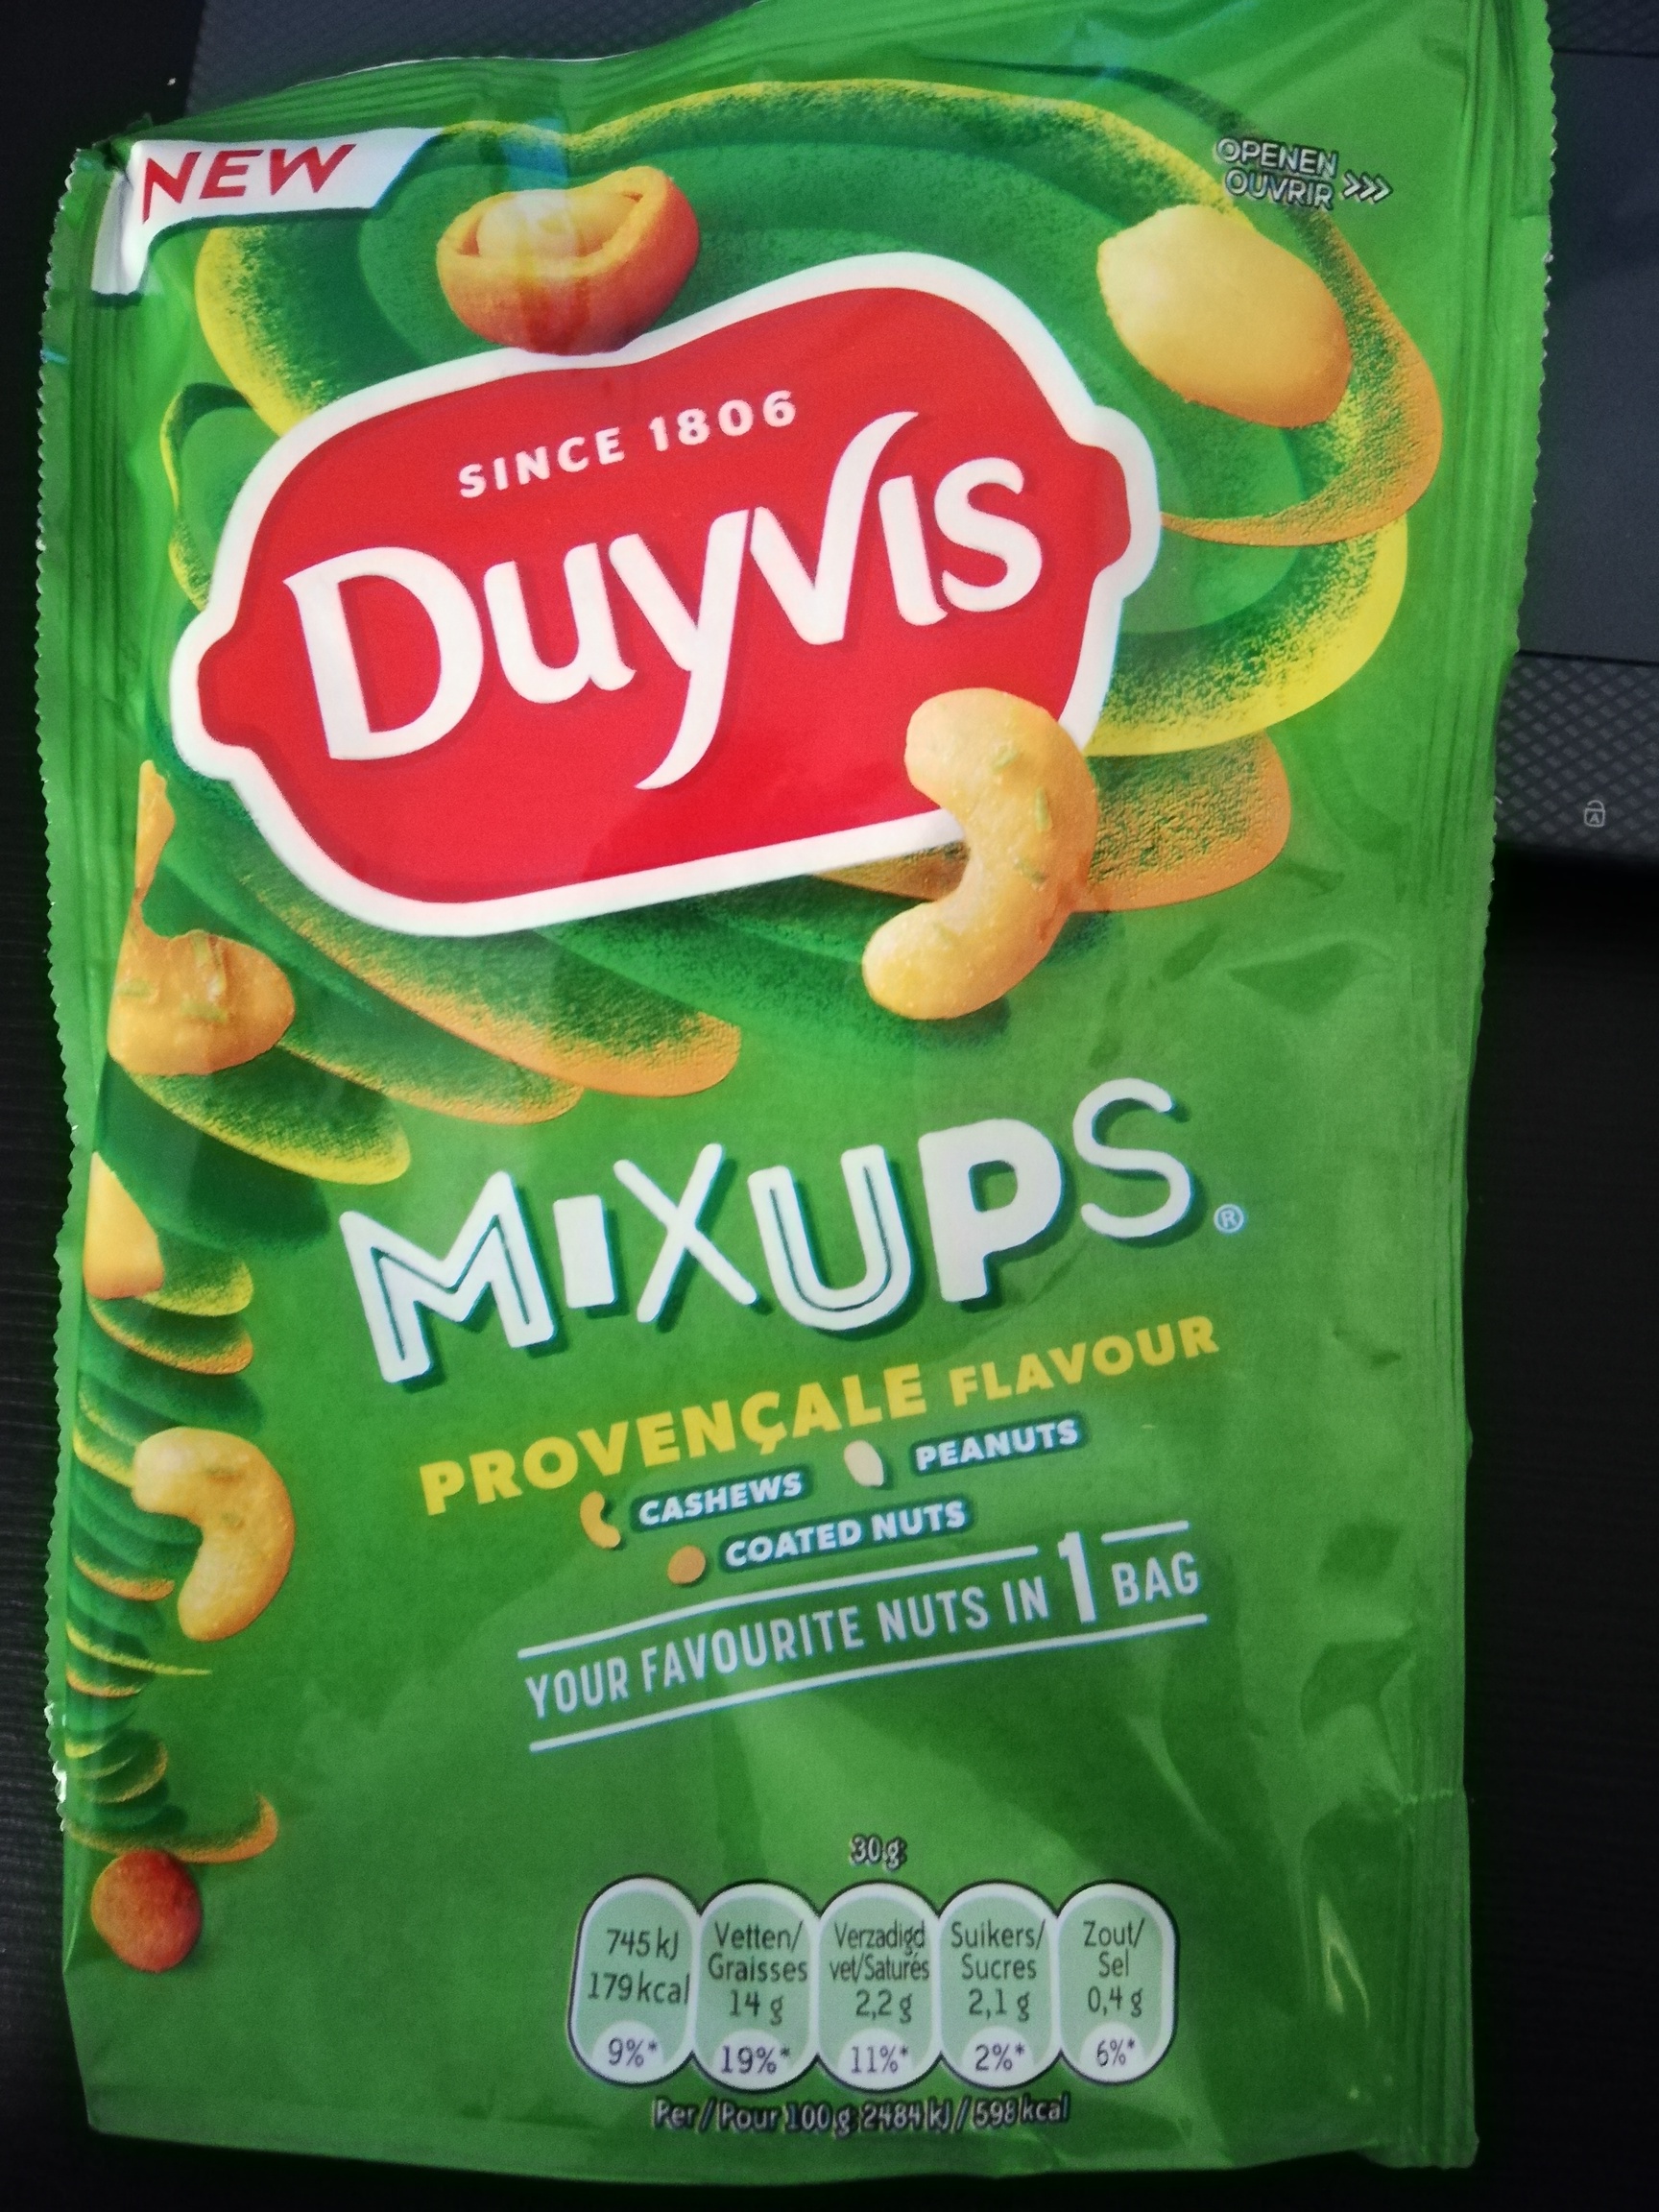 NEW
OPENEN
OUVRIR >>>
SINCE 1806
Duyvis
MiXUPS®
PROVENÇALE FLAVOUR
CASHEWS PEANUTS
COATED NUTS
YOUR FAVOURITE NUTS IN 1 BAG
30 g
745 kJ
179 kcal
9%*
Vetten/
Graisses
14 g
19%*
Verzadigd
vet/Saturés
2,2 g
11%*
Suikers/
Sucres
2,1 g
2%*
Zout/
Sel
0,4 g
6%*
Per / Pour 100 g: 2484 kJ / 598 kcal
A